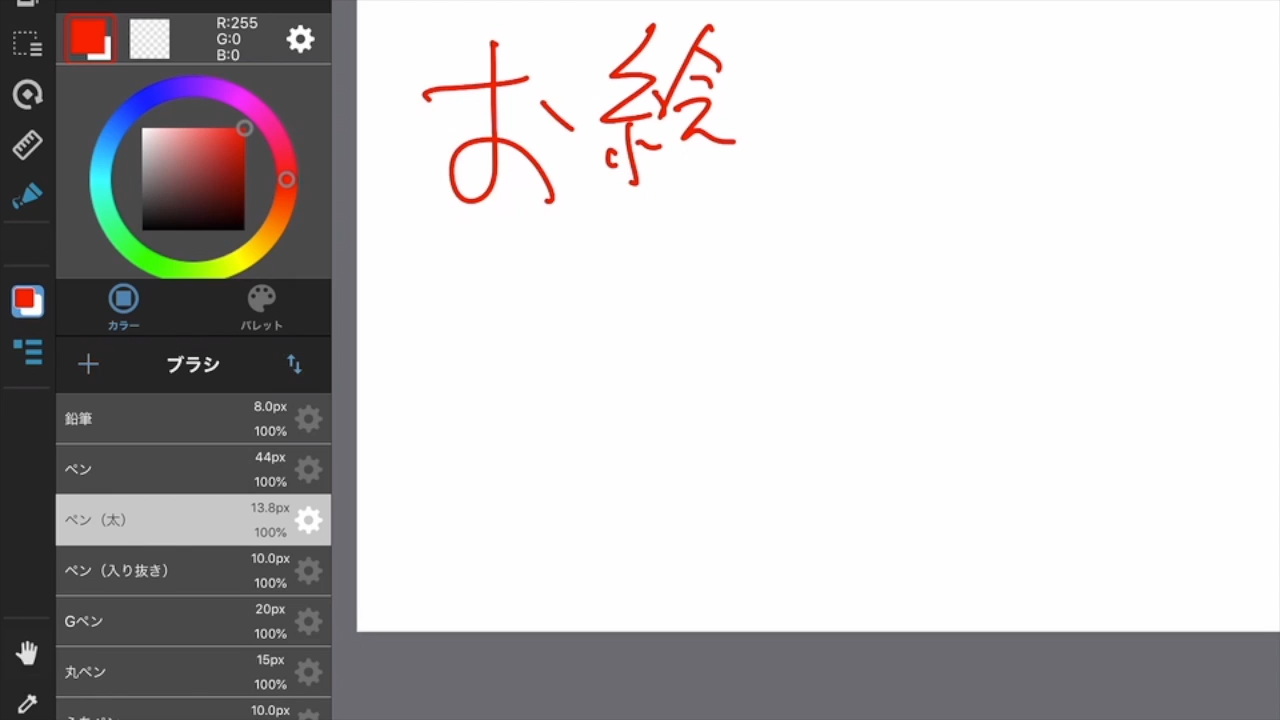 R:255
G:0
B:0
お絵
カラー
パレット
ブラシ
鉛筆
8.0px
100%
ペン
44px
100%
ペン（太）
13.8px
100%
ペン（入り抜き）
10.0px
100%
Gペン
20px
100%
丸ペン
15px
100%
10.0px